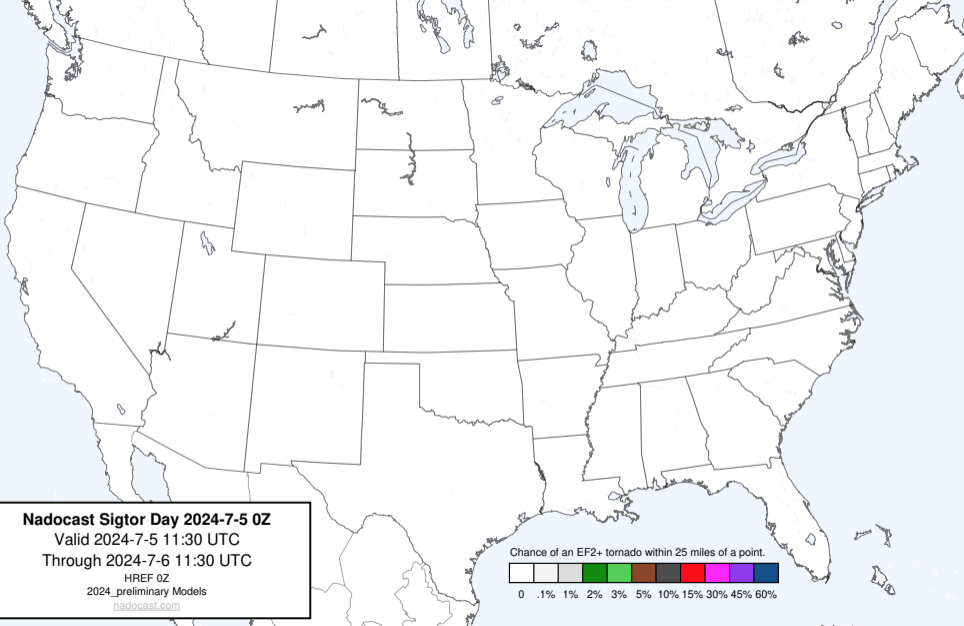 Nadocast Sigtor Day 2024-7-5 0Z
Valid 2024-7-5 11:30 UTC
Through 2024-7-6 11:30 UTC
HREF 0Z
2024_preliminary Models
nadocast.com
Chance of an EF2+ tornado within 25 miles of a point.
0 .1% 1% 2% 3% 5% 10% 15% 30% 45% 60%